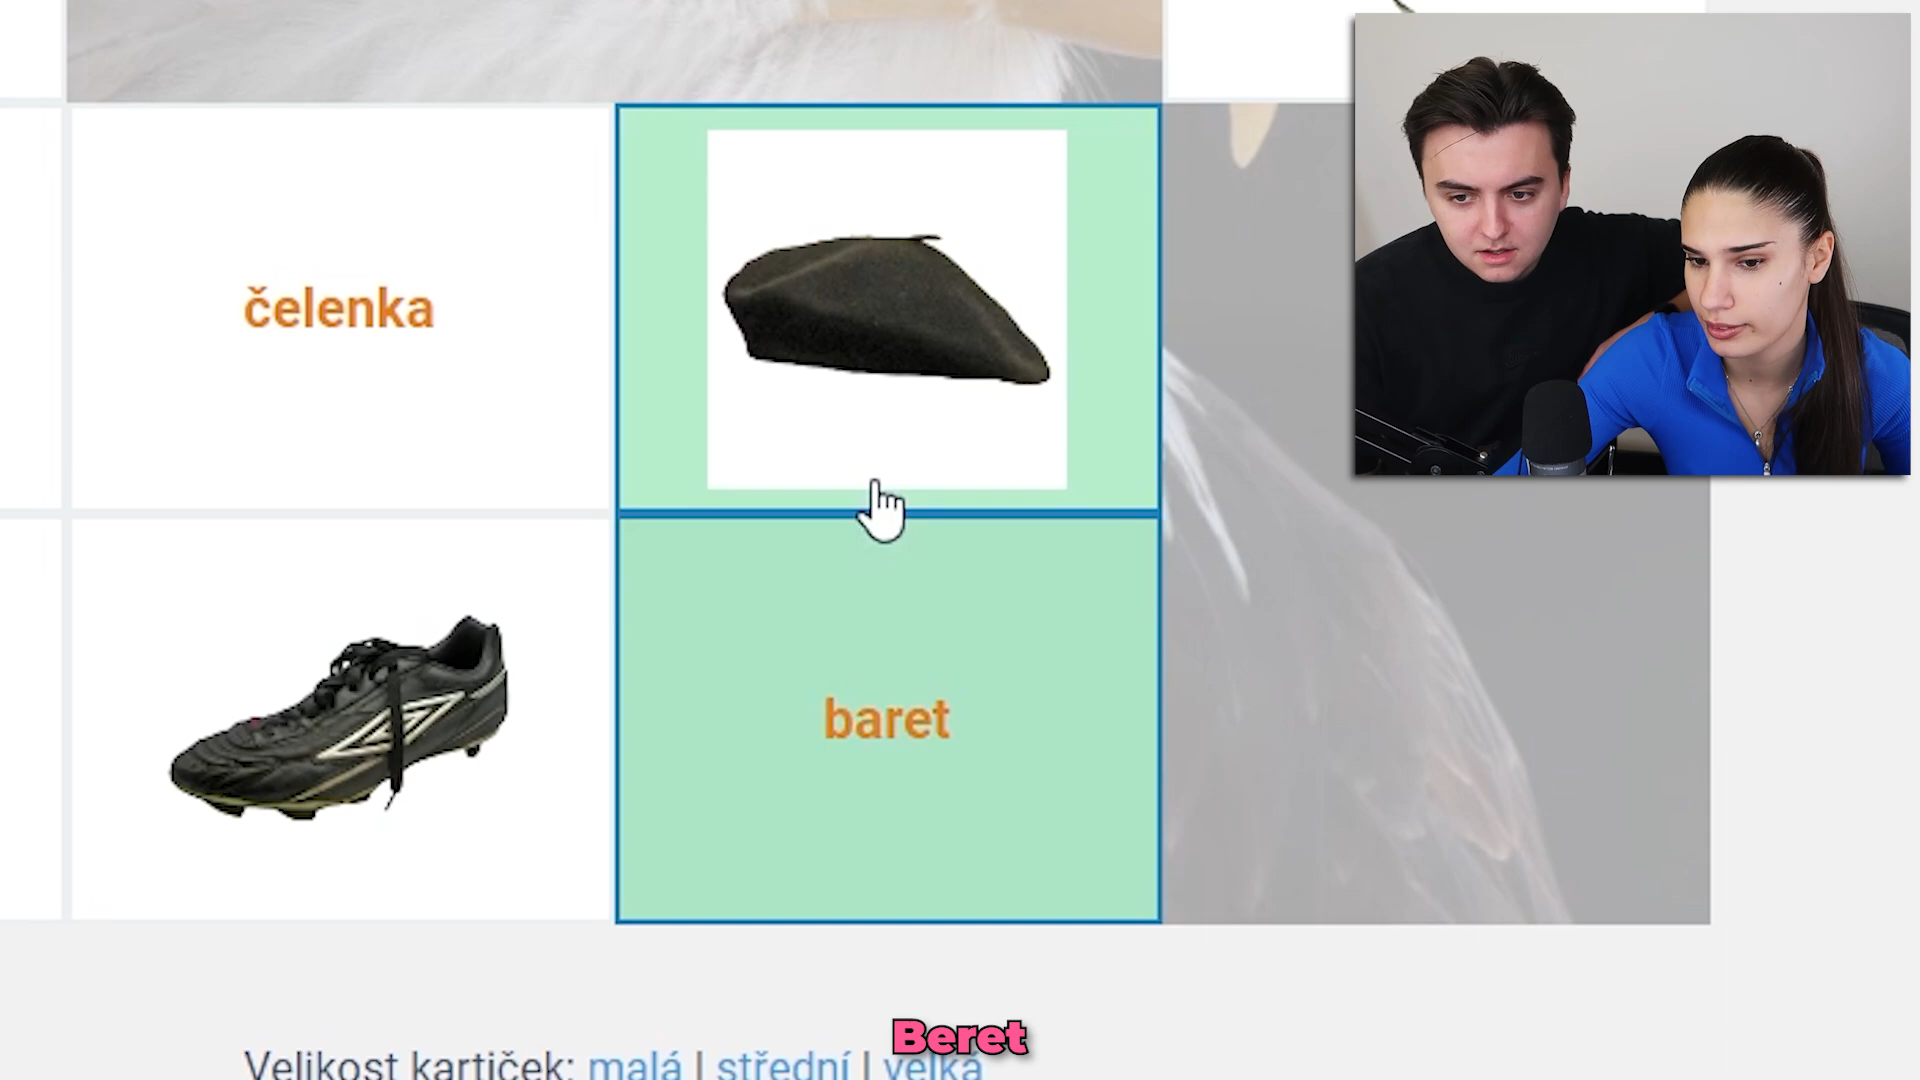 čelenka
baret
Beret
Velikost kartiček: malá | střední | velká